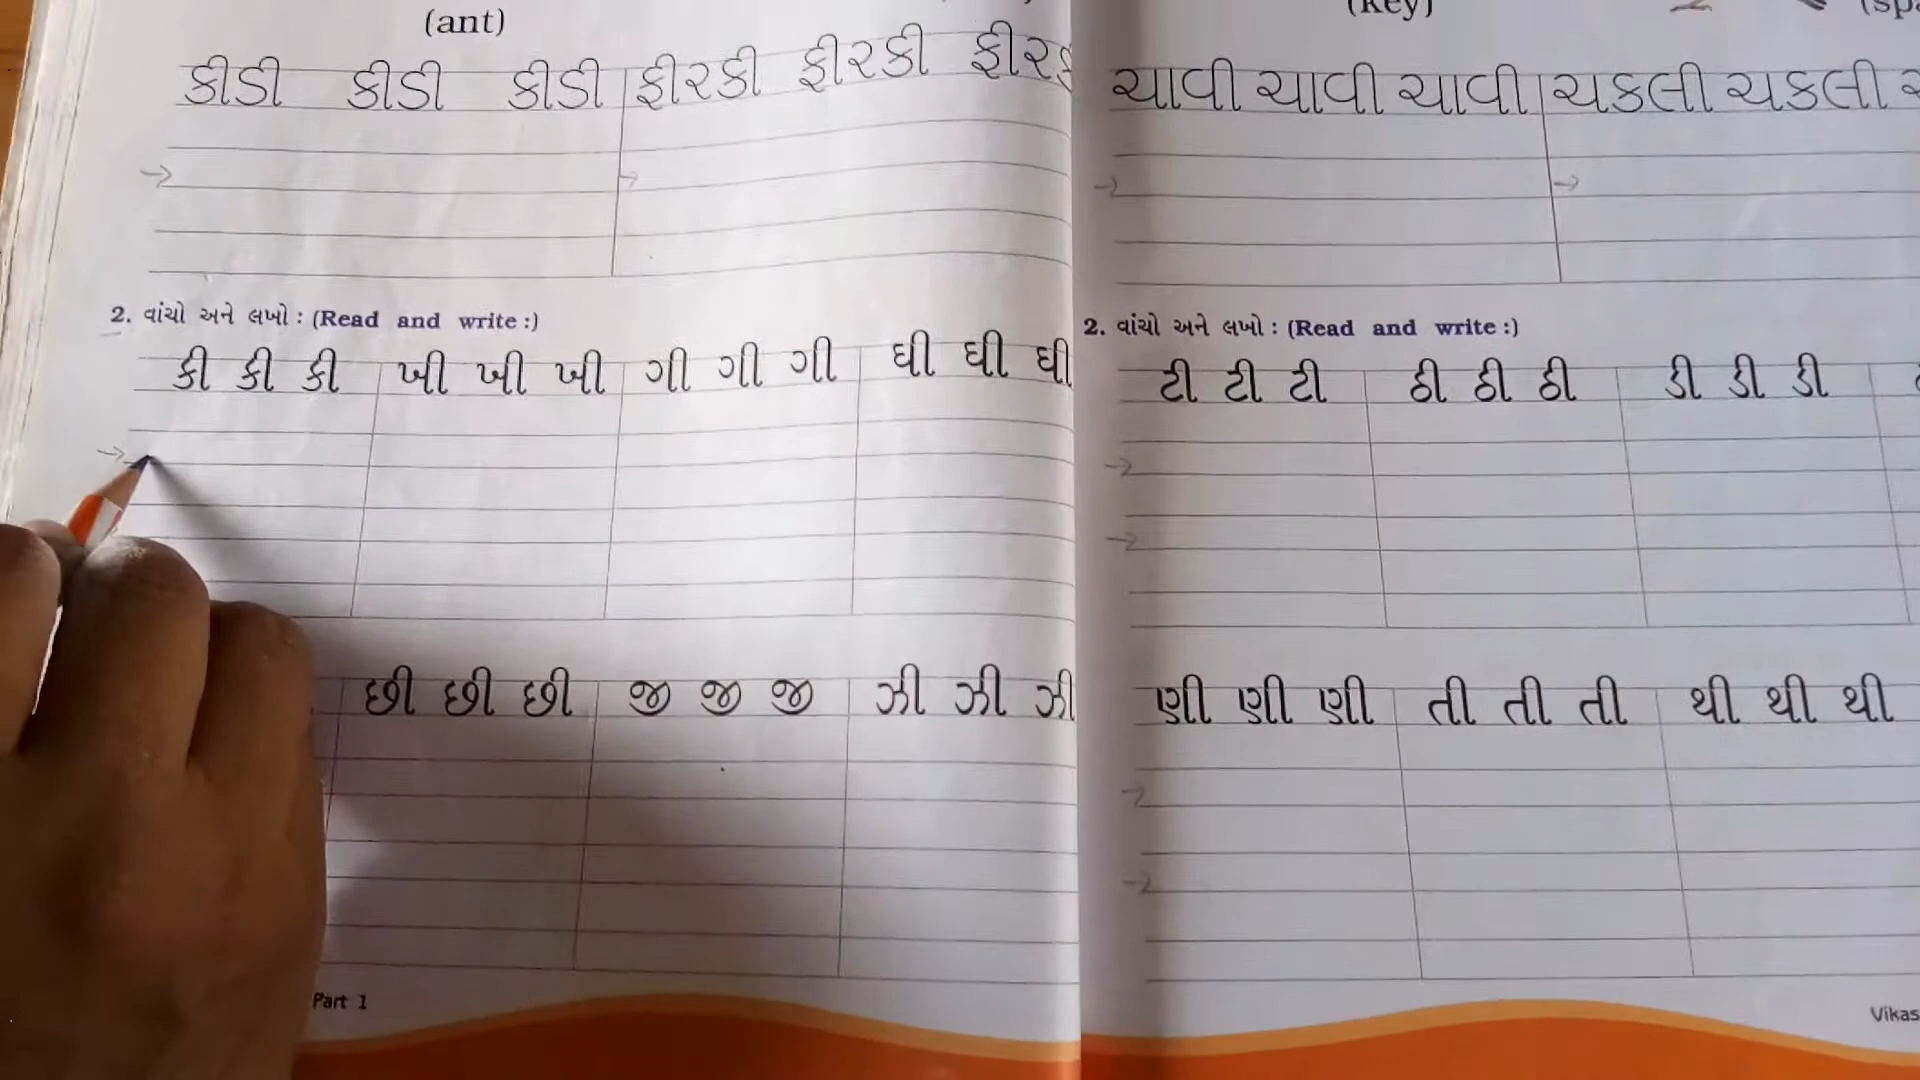 (ant)
કીડી કીડી કીડી ફીરકી ફીરકી
2. વાંચો અને લખો : (Read and write :)
કી કી કી ખી ખી ખી ગી ગી ગી ઘી ઘી ઘી
છી છી છી જી જી જી ઝી ઝી ઝી
Part 1
(key)
ચાવી ચાવી ચાવી ચકલી ચકલી
2. વાંચો અને લખો : (Read and write :)
ટી ટી ટી ઠી ઠી ઠી ડી ડી ડી
ણી ણી ણી તી તી તી થી થી થી
Vikas